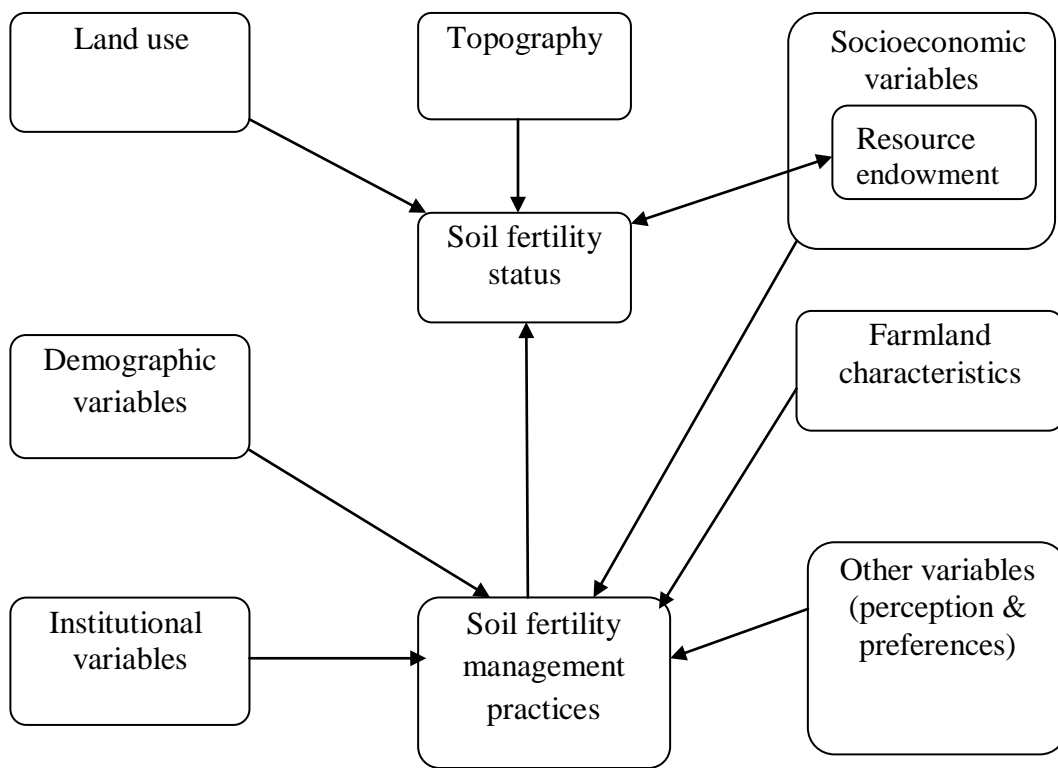 Land use
Topography
Socioeconomic
variables
Resource
endowment
Soil fertility
status
Demographic
variables
Farmland
characteristics
Institutional
variables
Soil fertility
management
practices
Other variables
(perception &
preferences)